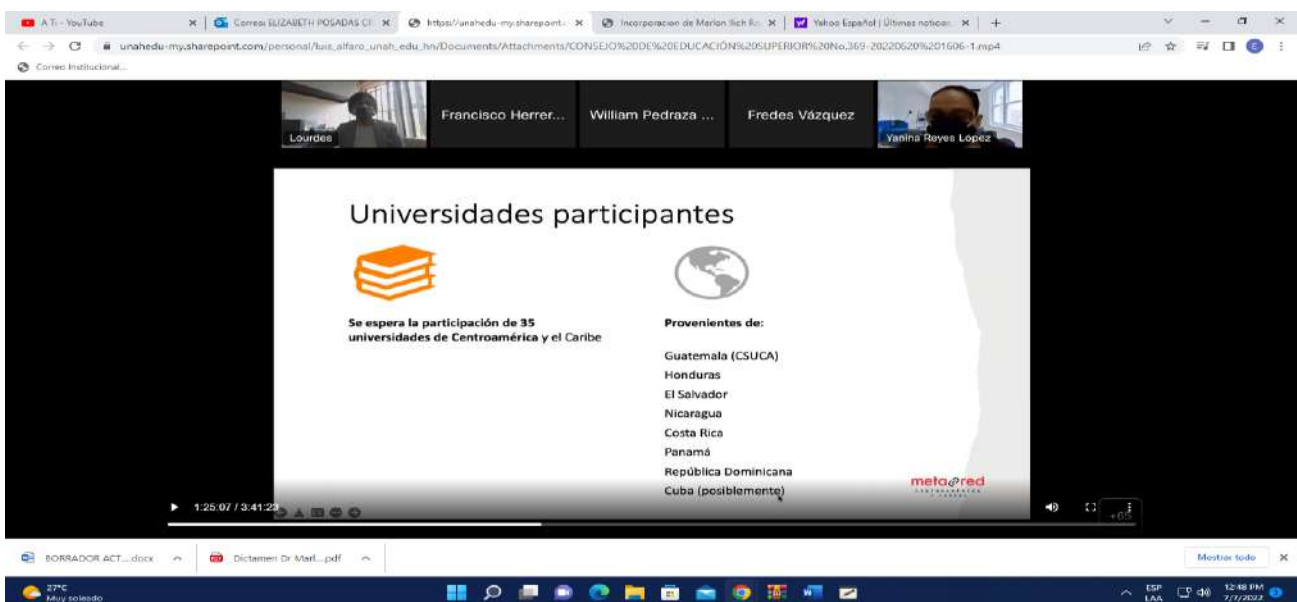 A Ti - YouTube
Correo: ELIZABETH POSADAS C
https://unahedu-my.sharepoint.
Incorporacion de Marlon
Yahoo Español | Últimas noticias
unahedu-my.sharepoint.com/personal/luis_alfaro_unah_edu_hn/Documents/Attachments/CONSEJO%20DE%20EDUCACIÓN%20SUPERIOR%20No.369-20220620%201606-1.mp4
Correo Institucional...
Lourdes
Francisco Herrer...
William Pedraza ...
Fredes Vázquez
Yanina Reyes Lopez
Universidades participantes
Se espera la participación de 35
universidades de Centroamérica y el Caribe
Provenientes de:
Guatemala (CSUCA)
Honduras
El Salvador
Nicaragua
Costa Rica
Panamá
República Dominicana
Cuba (posiblemente)
metared
1:25:07 / 3:41:23
+65
BORRADOR ACT....docx
Dictamen Dr Marl...pdf
Mostrar todo
27°C
Muy soleado
ESP
LAA
12:48 PM
7/7/2022